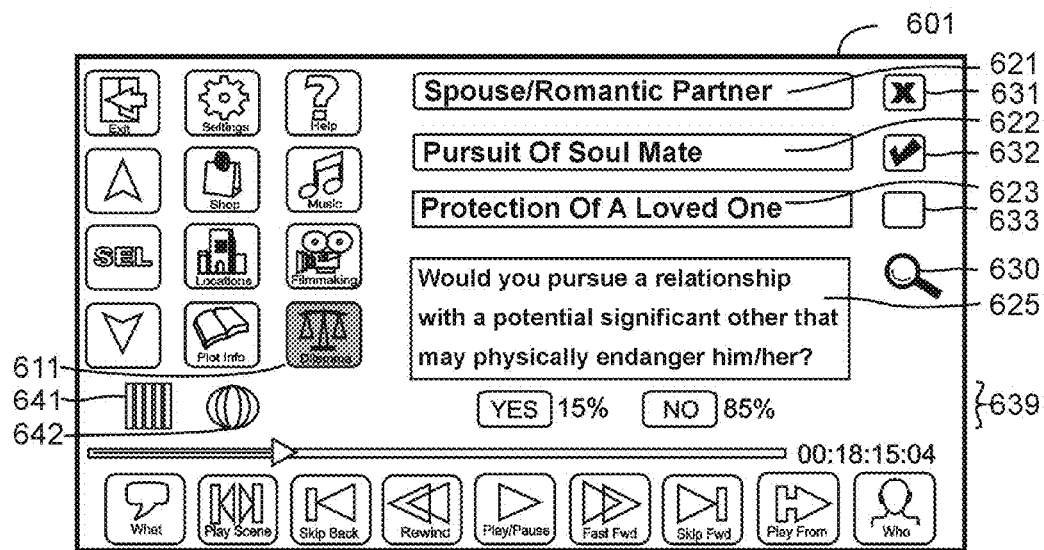 601
Exit
Settings
Help
Spouse/Romantic Partner
X
621
631
Pursuit Of Soul Mate
622
632
Shop
Music
Protection Of A Loved One
623
633
SEL
Locations
Filmmaking
Would you pursue a relationship
with a potential significant other that
may physically endanger him/her?
630
625
Plot Info
Dilemma
611
641
642
YES 15% NO 85%
639
00:18:15:04
What
Play Scene
Skip Back
Rewind
Play/Pause
Fast Fwd
Skip Fwd
Play From
Who